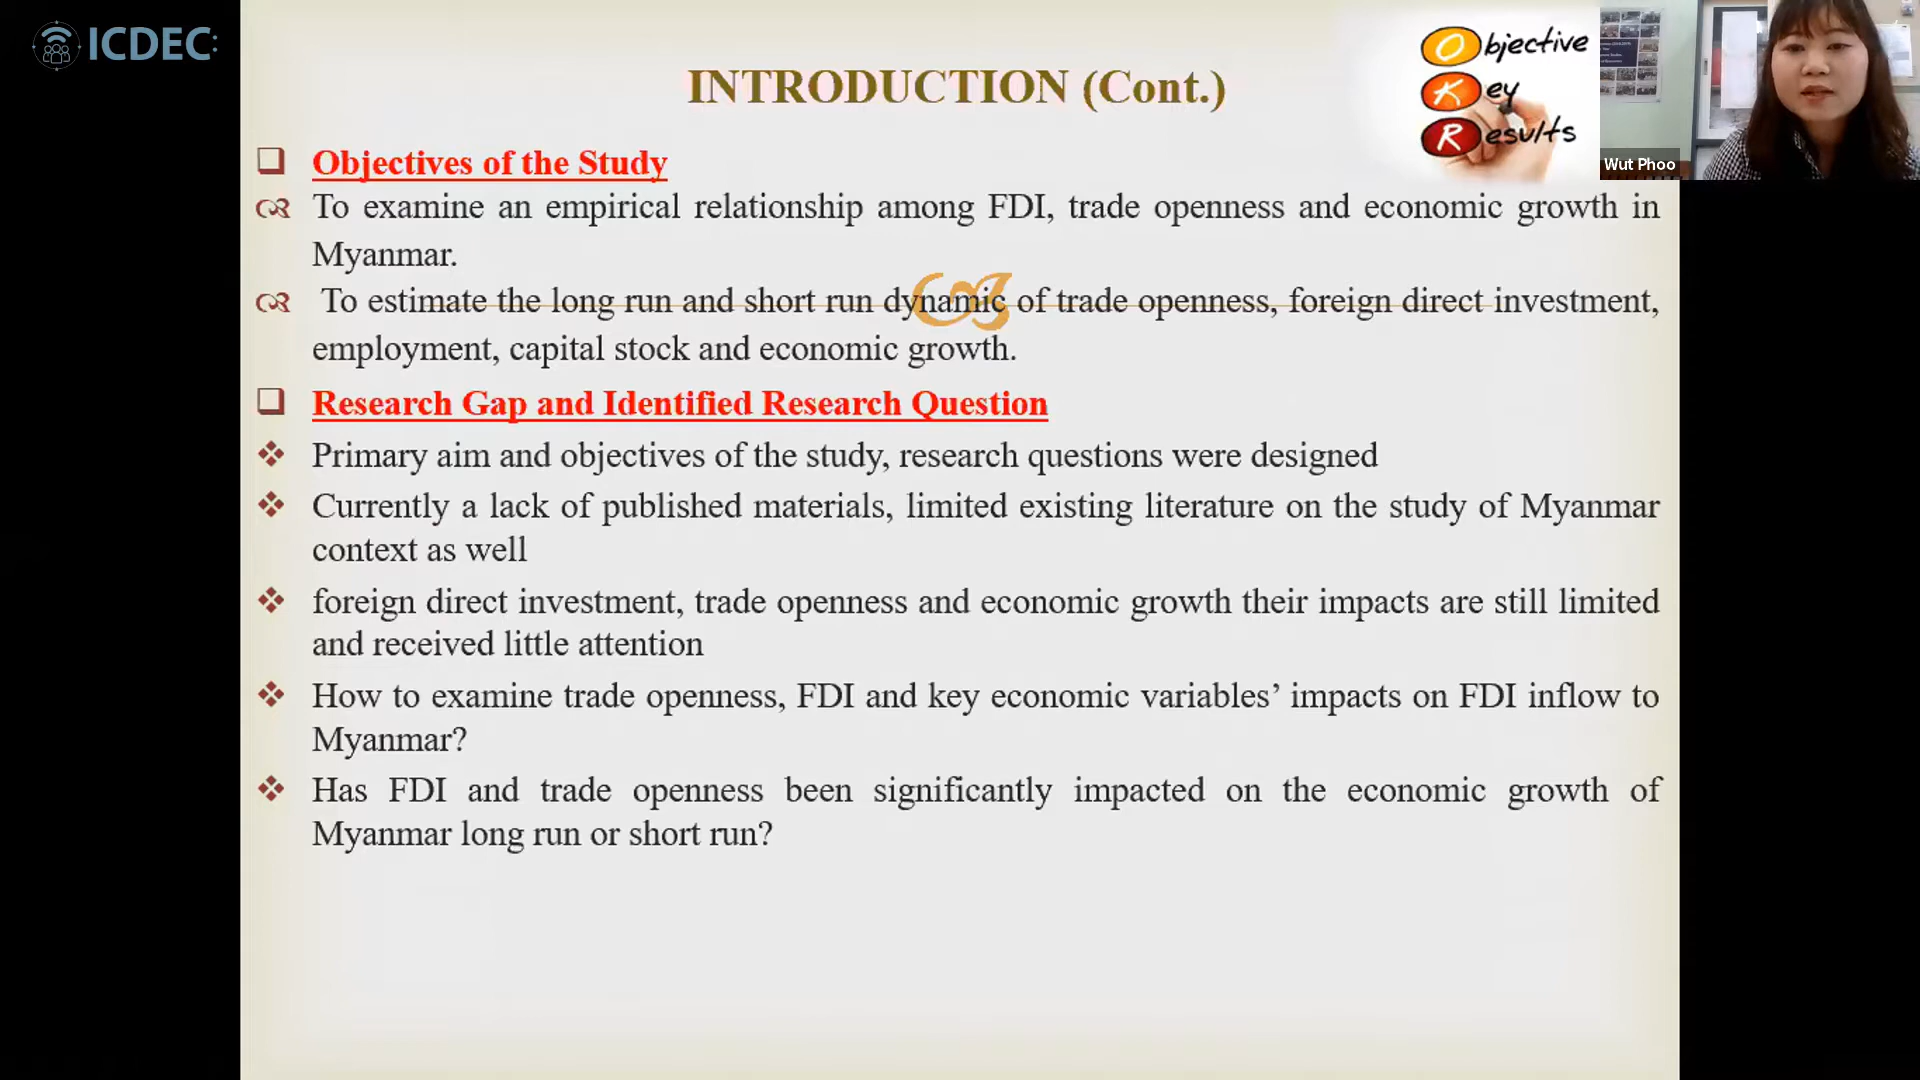 ICDEC:
INTRODUCTION (Cont.)
Objective
Key
Results
Wut Phoo
Objectives of the Study
To examine an empirical relationship among FDI, trade openness and economic growth in
Myanmar.
To estimate the long run and short run dynamic of trade openness, foreign direct investment,
employment, capital stock and economic growth.
Research Gap and Identified Research Question
Primary aim and objectives of the study, research questions were designed
Currently a lack of published materials, limited existing literature on the study of Myanmar
context as well
foreign direct investment, trade openness and economic growth their impacts are still limited
and received little attention
How to examine trade openness, FDI and key economic variables’ impacts on FDI inflow to
Myanmar?
Has FDI and trade openness been significantly impacted on the economic growth of
Myanmar long run or short run?